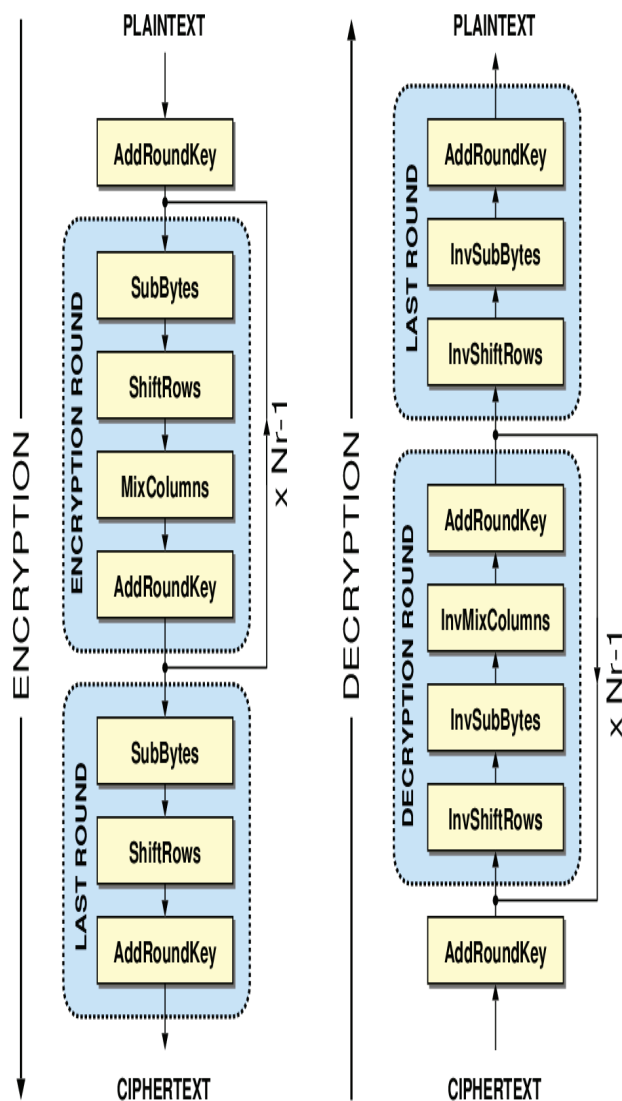 ENCRYPTION
PLAINTEXT
AddRoundKey
ENCRYPTION ROUND
SubBytes
ShiftRows
MixColumns
AddRoundKey
x Nr-1
LAST ROUND
SubBytes
ShiftRows
AddRoundKey
CIPHERTEXT
DECRYPTION
PLAINTEXT
LAST ROUND
AddRoundKey
InvSubBytes
InvShiftRows
DECRYPTION ROUND
AddRoundKey
InvMixColumns
InvSubBytes
InvShiftRows
x Nr-1
AddRoundKey
CIPHERTEXT